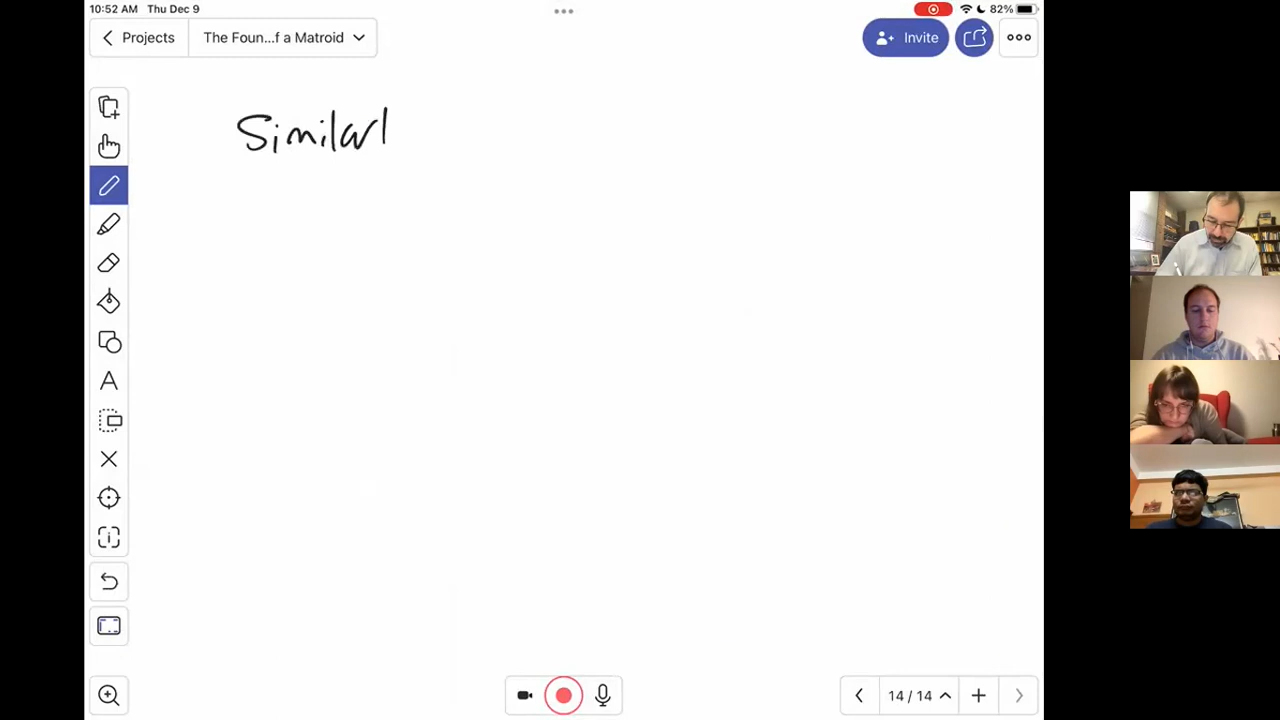 10:52 AM Thu Dec 9
82%
Projects
The Foun...f a Matroid
Invite
Similarl
A
14 / 14